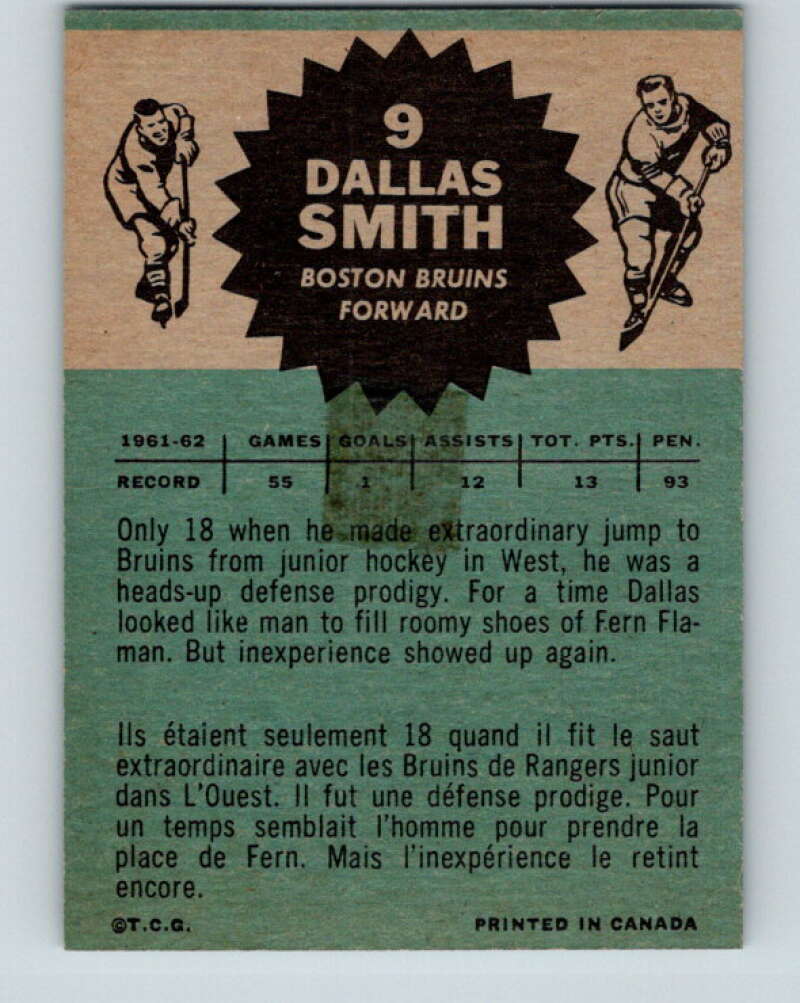 9
DALLAS
SMITH
BOSTON BRUINS
FORWARD
1961-62 | GAMES | GOALS | ASSISTS | TOT. PTS. | PEN.
RECORD | 55 | 1 | 12 | 13 | 93
Only 18 when he made extraordinary jump to
Bruins from junior hockey in West, he was a
heads-up defense prodigy. For a time Dallas
looked like man to fill roomy shoes of Fern Fla-
man. But inexperience showed up again.
Ils étaient seulement 18 quand il fit le saut
extraordinaire avec les Bruins de Rangers junior
dans L'Ouest. Il fut une défense prodige. Pour
un temps semblait l'homme pour prendre la
place de Fern. Mais l'inexpérience le retint
encore.
©T.C.G. PRINTED IN CANADA